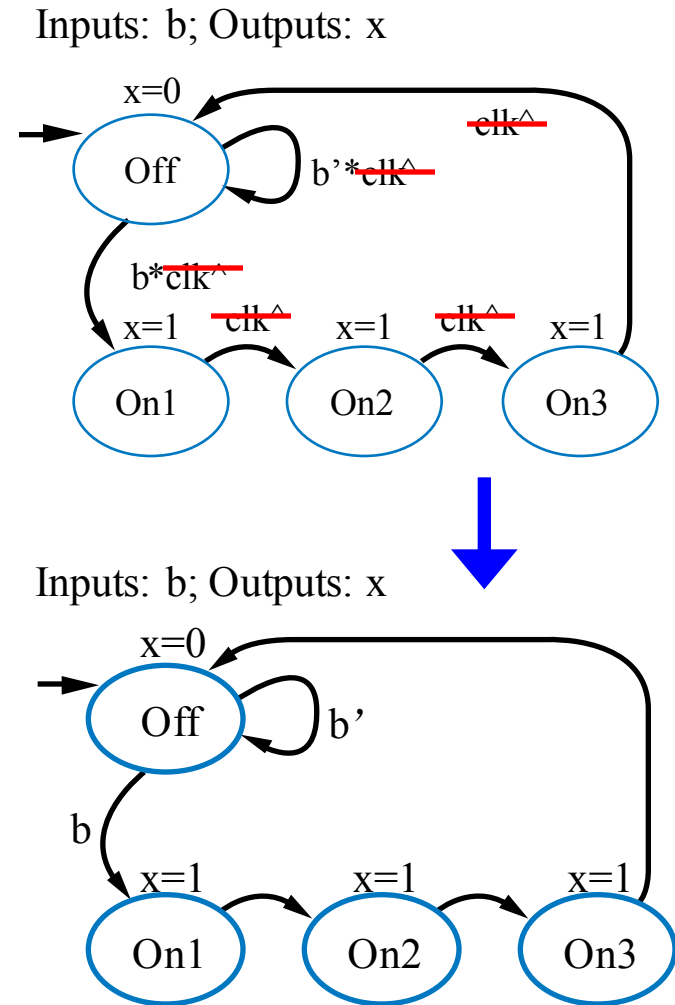 Inputs: b; Outputs: x
x=0
clk^
Off
b’*clk^
b*clk^
x=1
clk^
x=1
clk^
x=1
On1
On2
On3
Inputs: b; Outputs: x
x=0
Off
b’
b
x=1
x=1
x=1
On1
On2
On3